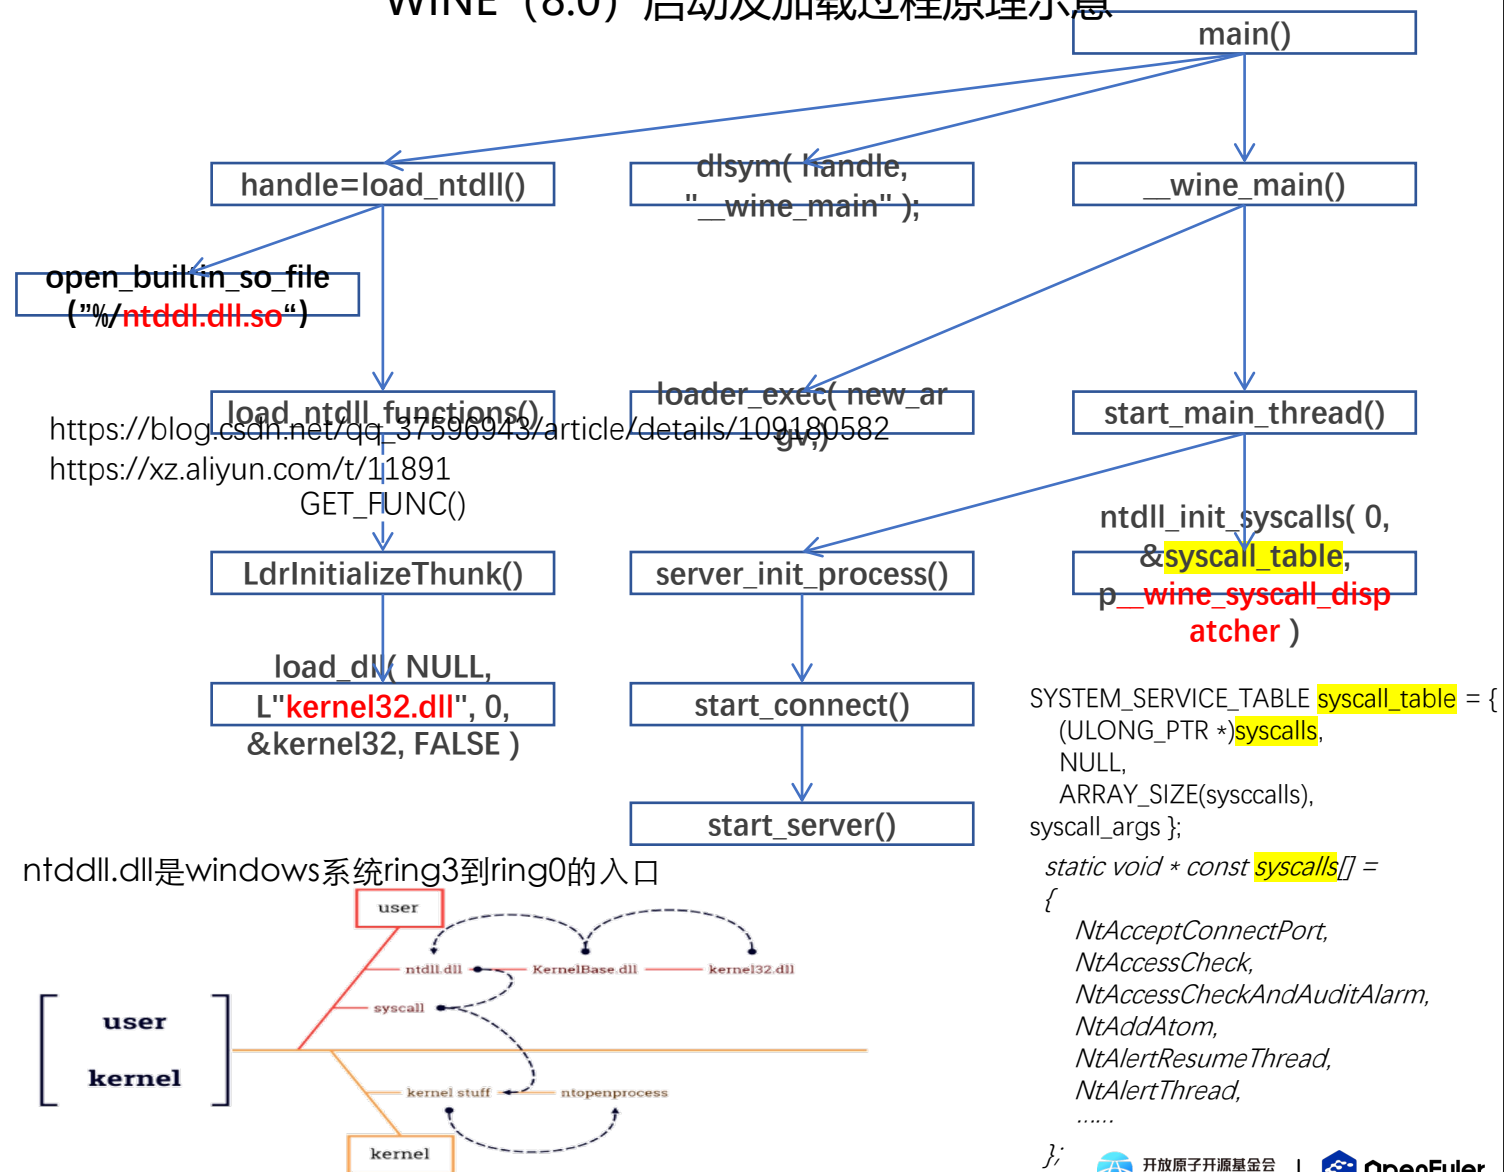 WINE（8.0）启动及加载过程原理示意
main()
handle=load_ntdll()
dlsym( handle,
"__wine_main" );
__wine_main()
open_builtin_so_file
(”%/ntddl.dll.so“)
load_ntdll_functions()
loader_exec( new_ar
gv,)
start_main_thread()
https://blog.csdn.net/qq_37596943/article/details/109180582
https://xz.aliyun.com/t/11891
GET_FUNC()
LdrInitializeThunk()
server_init_process()
ntdll_init_syscalls( 0,
&syscall_table,
p__wine_syscall_disp
atcher )
load_dll( NULL,
L"kernel32.dll", 0,
&kernel32, FALSE )
start_connect()
start_server()
SYSTEM_SERVICE_TABLE syscall_table = {
(ULONG_PTR *)syscalls,
NULL,
ARRAY_SIZE(sysccalls),
syscall_args };
static void * const syscalls[] =
{
NtAcceptConnectPort,
NtAccessCheck,
NtAccessCheckAndAuditAlarm,
NtAddAtom,
NtAlertResumeThread,
NtAlertThread,
……
};
ntddll.dll是windows系统ring3到ring0的入口
user
ntdll.dll
KernelBase.dll
kernel32.dll
syscall
user
kernel
kernel stuff
ntopenprocess
kernel
开放原子开源基金会
OpenEuler